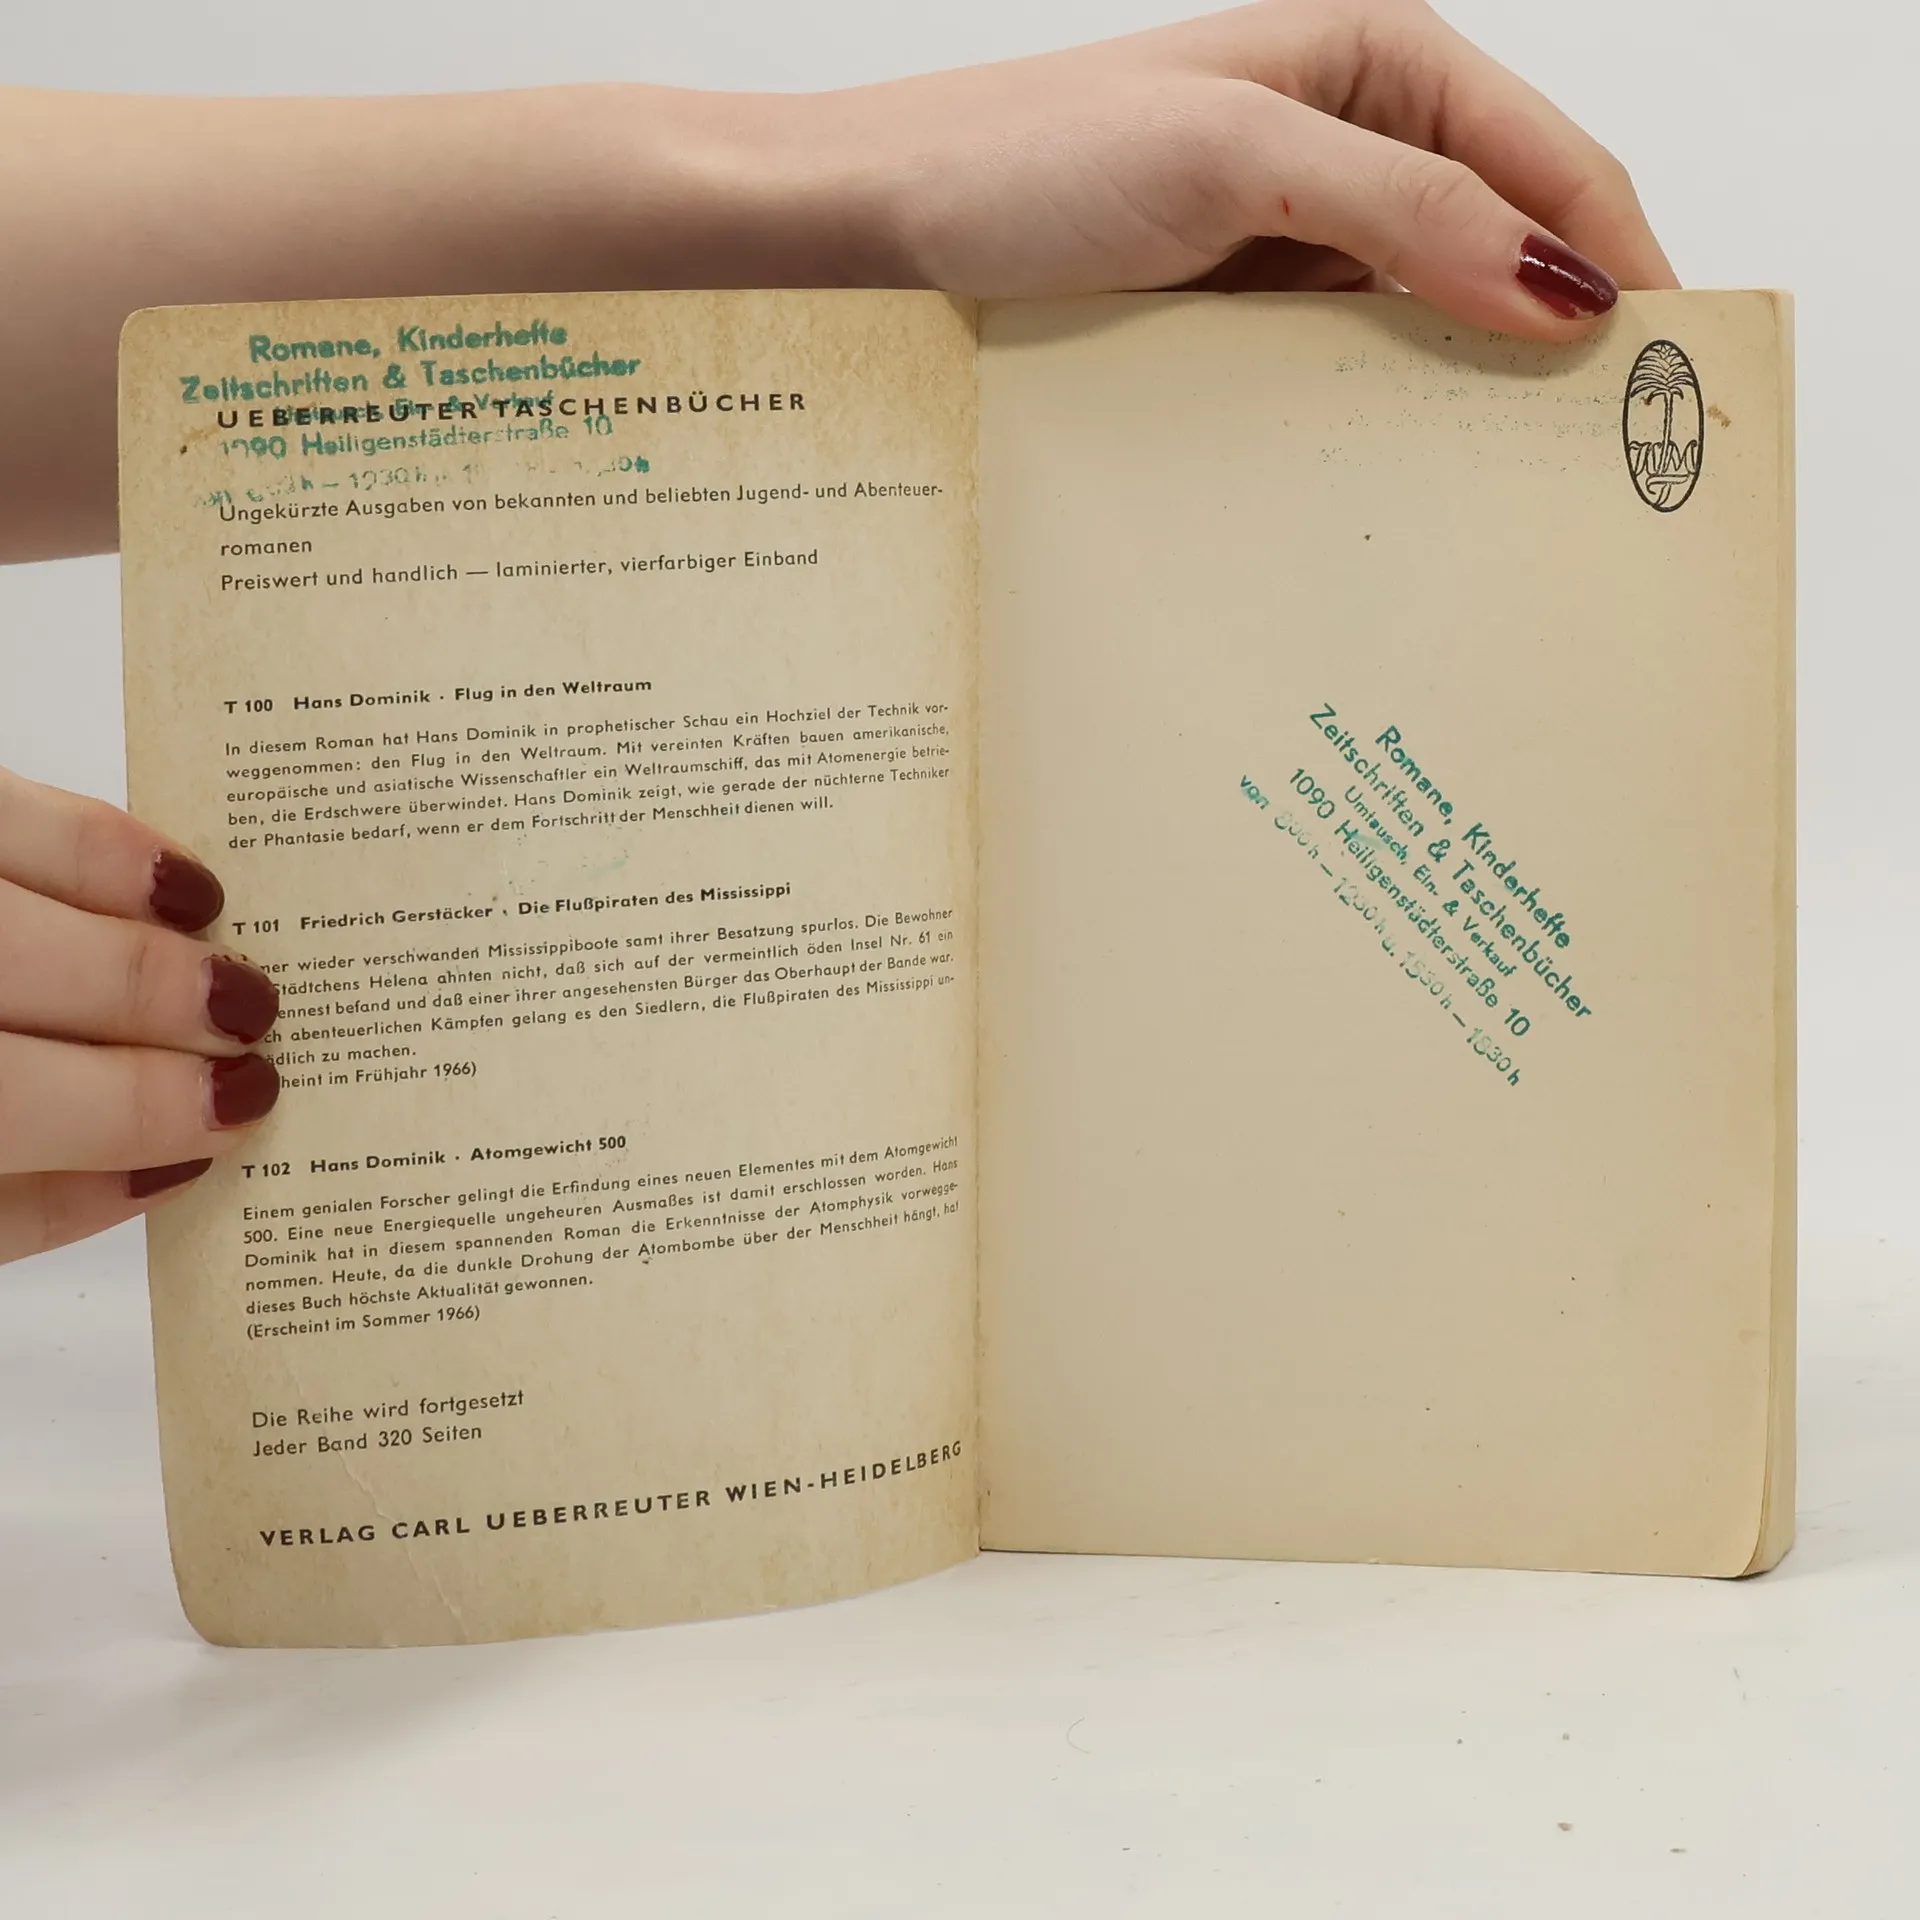 Romane, Kinderhefte
Zeitschriften & Taschenbücher
UEBERREUTER TASCHENBÜCHER
1090 Heiligenstädterstraße 10
Ungekürzte Ausgaben von bekannten und beliebten Jugend- und Abenteuer-
romanen
Preiswert und handlich — laminierter, vierfarbiger Einband
T 100 Hans Dominik · Flug in den Weltraum
In diesem Roman hat Hans Dominik in prophetischer Schau ein Hochziel der Technik vor-
weggenommen: den Flug in den Weltraum. Mit vereinten Kräften bauen amerikanische,
europäische und asiatische Wissenschaftler ein Weltraumschiff, das mit Atomenergie betrie-
ben, die Erdschwere überwindet. Hans Dominik zeigt, wie gerade der nüchterne Techniker
der Phantasie bedarf, wenn er dem Fortschritt der Menschheit dienen will.
T 101 Friedrich Gerstäcker · Die Flußpiraten des Mississippi
mer wieder verschwanden Mississippiboote samt ihrer Besatzung spurlos. Die Bewohner
Städtchens Helena ahnten nicht, daß sich auf der vermeintlich öden Insel Nr. 61 ein
ennest befand und daß einer ihrer angesehensten Bürger das Oberhaupt der Bande war.
ch abenteuerlichen Kämpfen gelang es den Siedlern, die Flußpiraten des Mississippi un-
ädlich zu machen.
heint im Frühjahr 1966)
T 102 Hans Dominik · Atomgewicht 500
Einem genialen Forscher gelingt die Erfindung eines neuen Elementes mit dem Atomgewicht
500. Eine neue Energiequelle ungeheuren Ausmaßes ist damit erschlossen worden. Hans
Dominik hat in diesem spannenden Roman die Erkenntnisse der Atomphysik vorwegge-
nommen. Heute, da die dunkle Drohung der Atombombe über der Menschheit hängt, hat
dieses Buch höchste Aktualität gewonnen.
(Erscheint im Sommer 1966)
Die Reihe wird fortgesetzt
Jeder Band 320 Seiten
VERLAG CARL UEBERREUTER WIEN-HEIDELBERG
Romane, Kinderhefte
Zeitschriften & Taschenbücher
Umtausch, Ein- & Verkauf
1090 Heiligenstädterstraße 10
von 800h – 1230h u. 1530h – 1830h